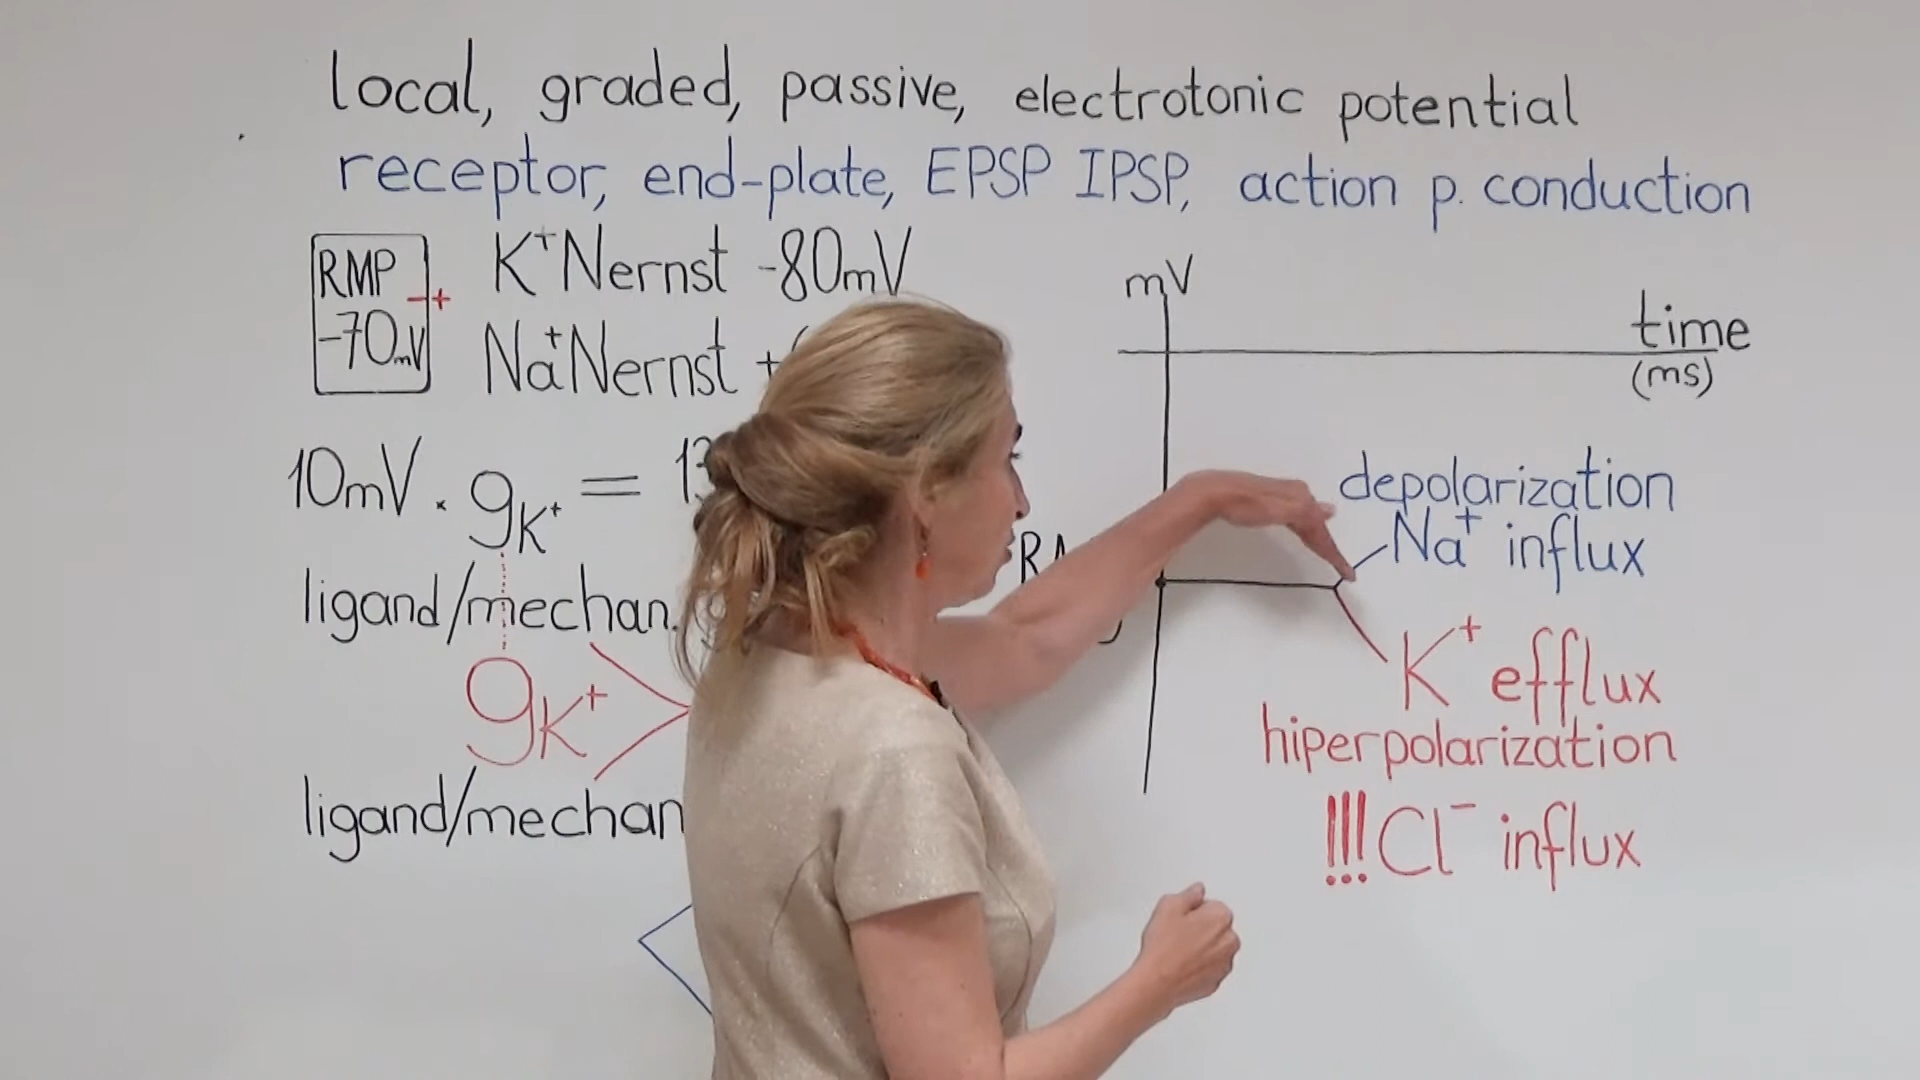 local, graded, passive, electrotonic potential
receptor, end-plate, EPSP IPSP, action p. conduction
RMP
-70mV
-+
K+ Nernst -80mV
Na+ Nernst +
10mV . gK+ =
ligand/mechan.
gK+ >
ligand/mechan
mV
time
(ms)
depolarization
Na+ influx
K+ efflux
hiperpolarization
!!! Cl- influx